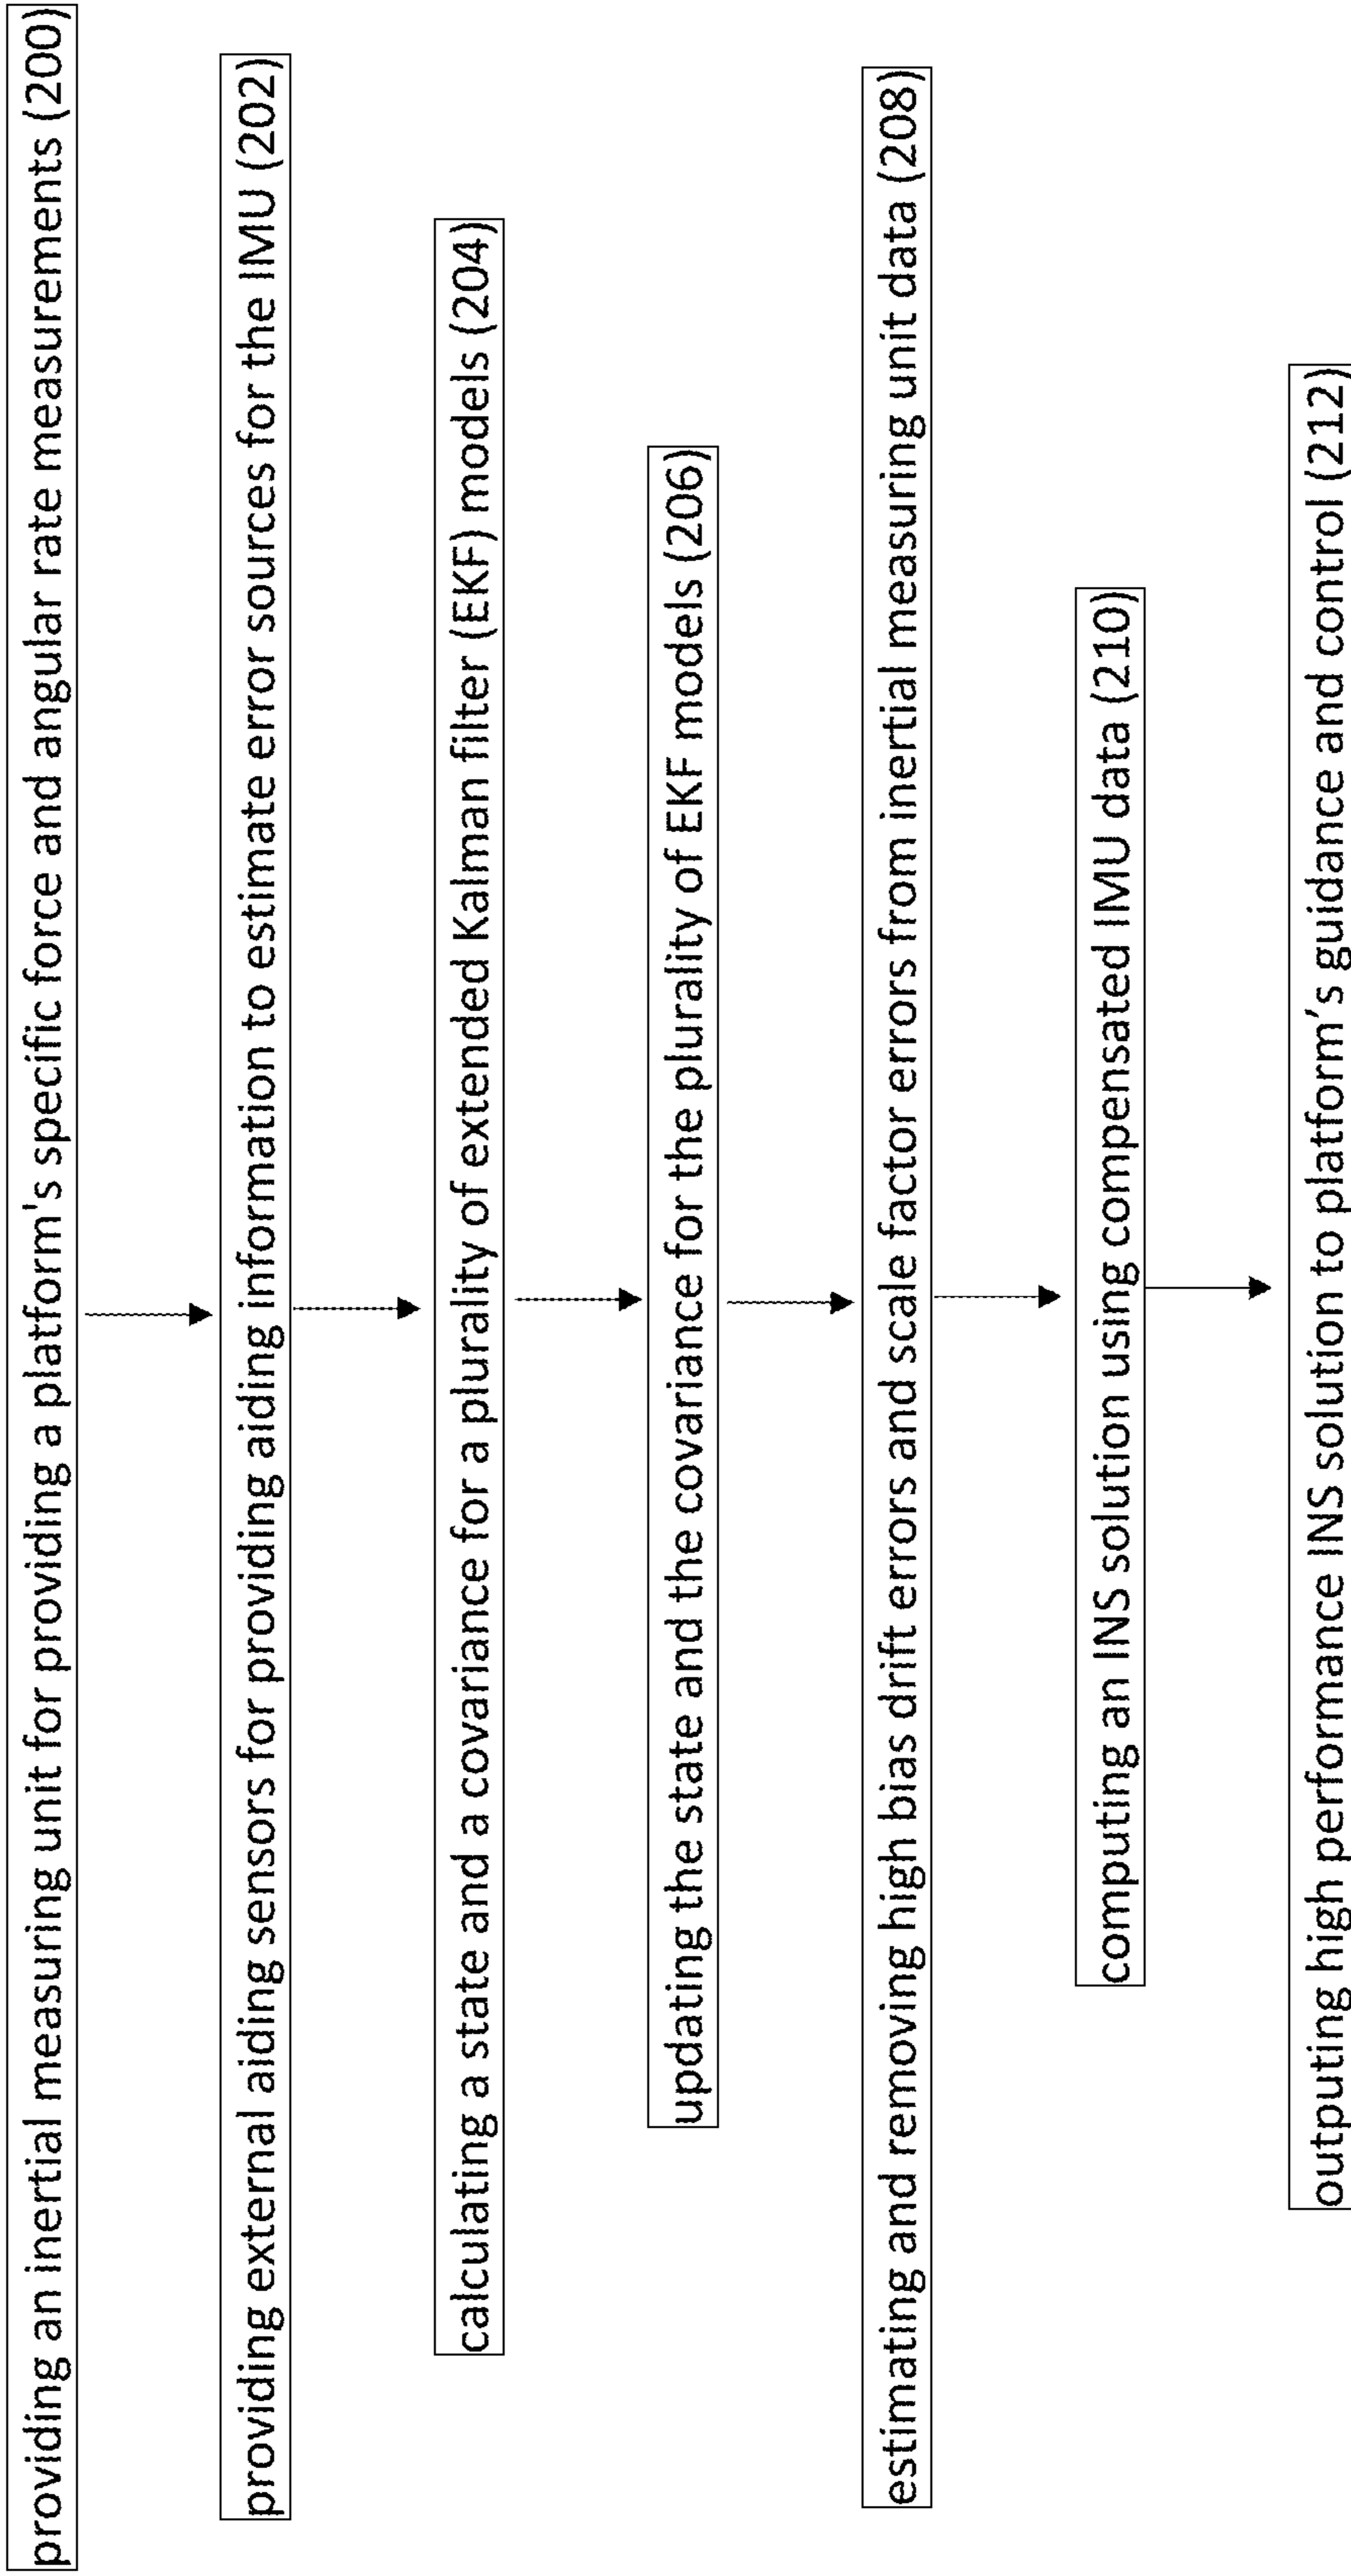 providing an inertial measuring unit for providing a platform's specific force and angular rate measurements (200)
providing external aiding sensors for providing aiding information to estimate error sources for the IMU (202)
calculating a state and a covariance for a plurality of extended Kalman filter (EKF) models (204)
updating the state and the covariance for the plurality of EKF models (206)
estimating and removing high bias drift errors and scale factor errors from inertial measuring unit data (208)
computing an INS solution using compensated IMU data (210)
outputing high performance INS solution to platform’s guidance and control (212)